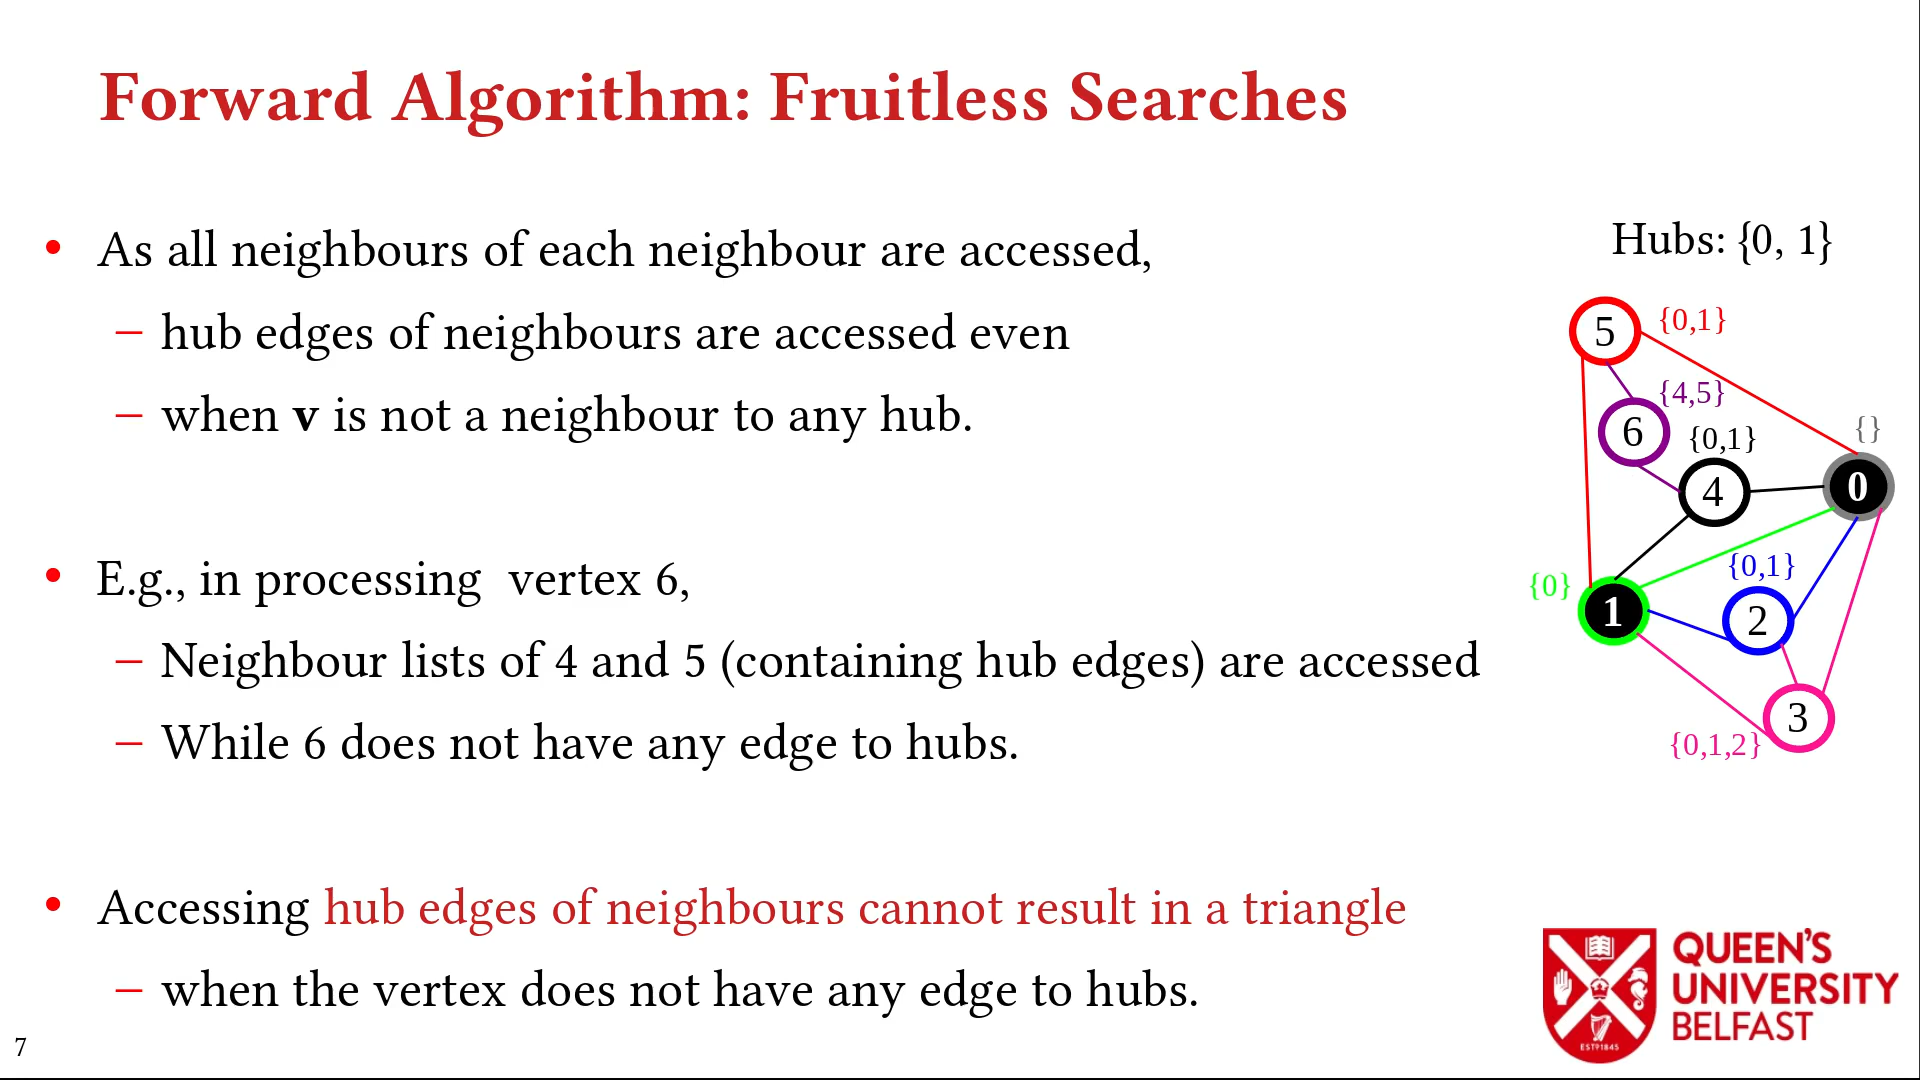 Forward Algorithm: Fruitless Searches
• As all neighbours of each neighbour are accessed,
– hub edges of neighbours are accessed even
– when v is not a neighbour to any hub.
• E.g., in processing vertex 6,
– Neighbour lists of 4 and 5 (containing hub edges) are accessed
– While 6 does not have any edge to hubs.
• Accessing hub edges of neighbours cannot result in a triangle
– when the vertex does not have any edge to hubs.
Hubs: {0, 1}
5 {0,1}
{4,5}
6
{0,1}
{}
4
0
{0,1}
{0}
1
2
3
{0,1,2}
QUEEN'S
UNIVERSITY
BELFAST
ESTD1845
7